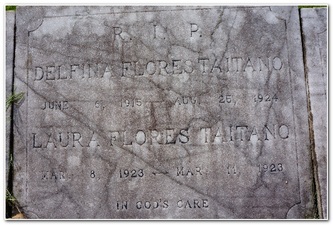 R. I. P.
DELFINA FLORES TAITANO
JUNE 6, 1915 — AUG. 25, 1924
LAURA FLORES TAITANO
MAR. 8, 1923 — MAR. 11, 1923
IN GOD'S CARE